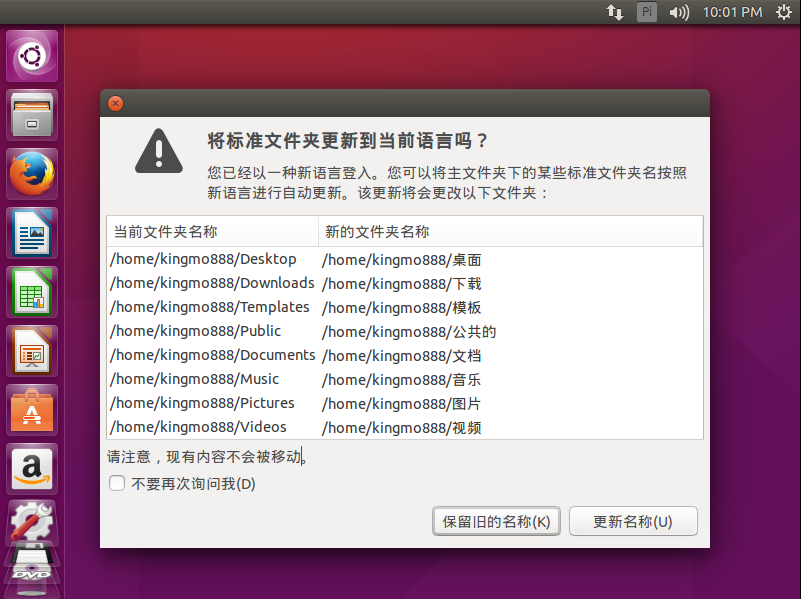 Pi
10:01 PM
将标准文件夹更新到当前语言吗？
您已经以一种新语言登入。您可以将主文件夹下的某些标准文件夹名按照
新语言进行自动更新。该更新将会更改以下文件夹：
当前文件夹名称 新的文件夹名称
/home/kingmo888/Desktop /home/kingmo888/桌面
/home/kingmo888/Downloads /home/kingmo888/下载
/home/kingmo888/Templates /home/kingmo888/模板
/home/kingmo888/Public /home/kingmo888/公共的
/home/kingmo888/Documents /home/kingmo888/文档
/home/kingmo888/Music /home/kingmo888/音乐
/home/kingmo888/Pictures /home/kingmo888/图片
/home/kingmo888/Videos /home/kingmo888/视频
请注意，现有内容不会被移动。
不要再次询问我(D)
保留旧的名称(K) 更新名称(U)
a
DVD